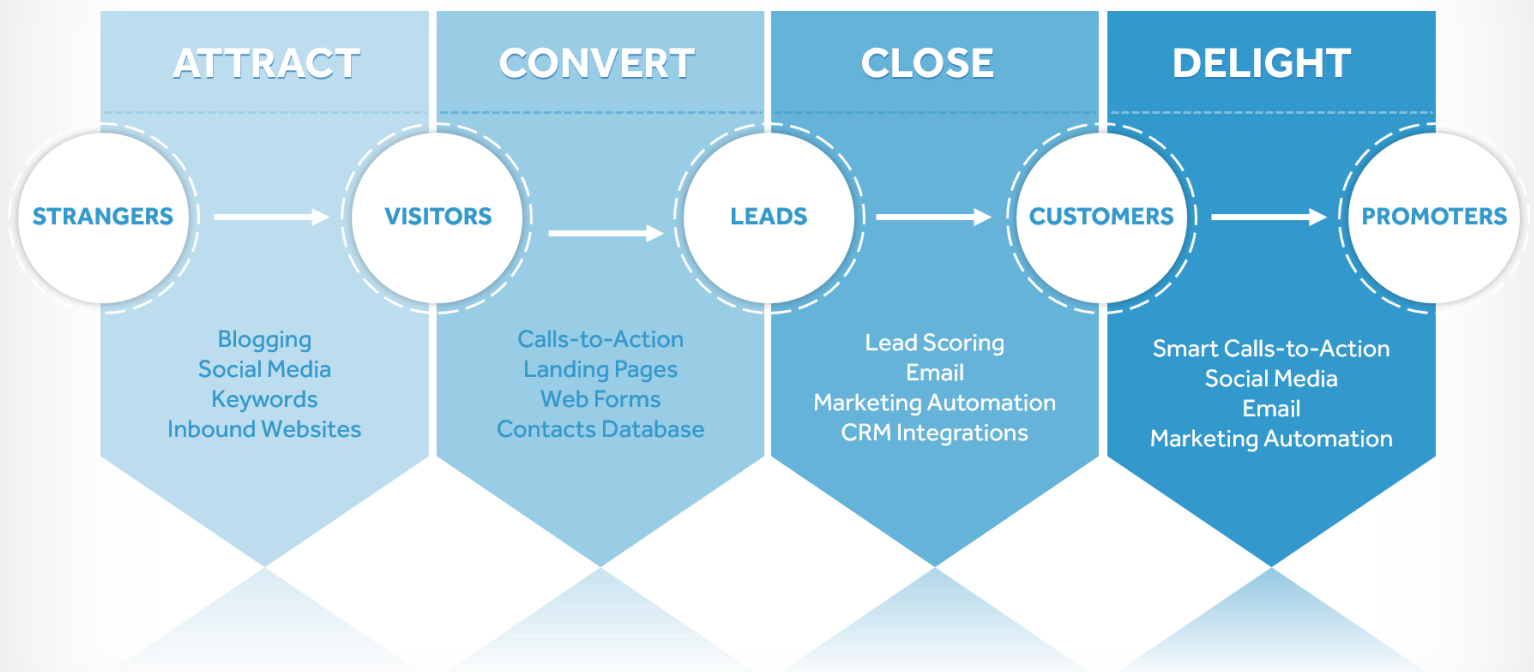 ATTRACT
CONVERT
CLOSE
DELIGHT
STRANGERS
VISITORS
LEADS
CUSTOMERS
PROMOTERS
Blogging
Social Media
Keywords
Inbound Websites
Calls-to-Action
Landing Pages
Web Forms
Contacts Database
Lead Scoring
Email
Marketing Automation
CRM Integrations
Smart Calls-to-Action
Social Media
Email
Marketing Automation